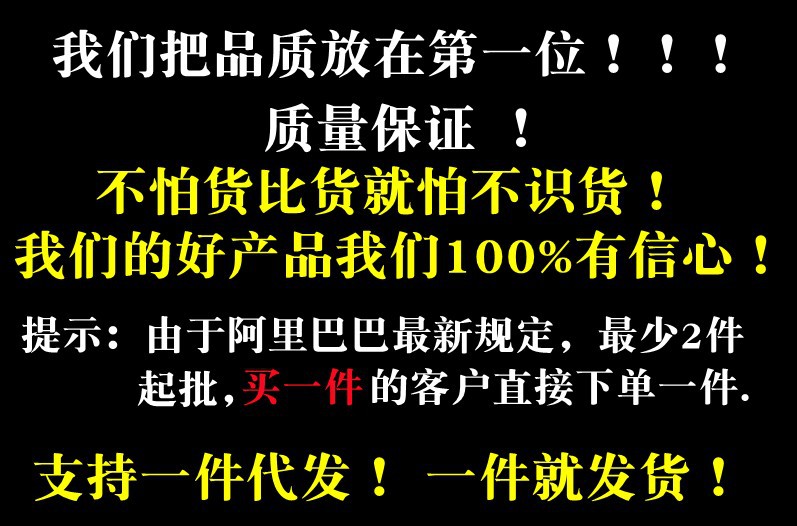 我们把品质放在第一位！！！
质量保证 ！
不怕货比货就怕不识货！
我们的好产品我们100%有信心！
提示：由于阿里巴巴最新规定，最少2件
起批,买一件的客户直接下单一件.
支持一件代发！ 一件就发货！